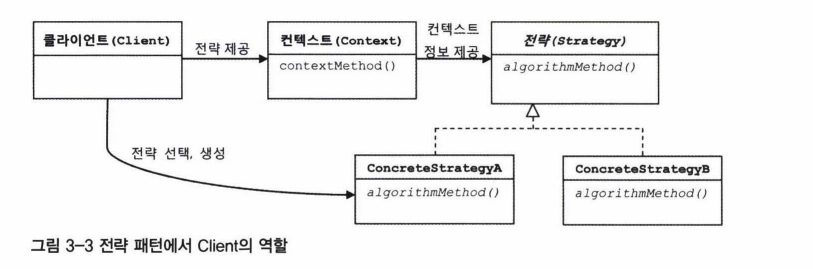 클라이언트(Client)
전략 제공
컨텍스트(Context)
contextMethod()
컨텍스트
정보 제공
전략(Strategy)
algorithmMethod()
전략 선택, 생성
ConcreteStrategyA
algorithmMethod()
ConcreteStrategyB
algorithmMethod()
그림 3-3 전략 패턴에서 Client의 역할